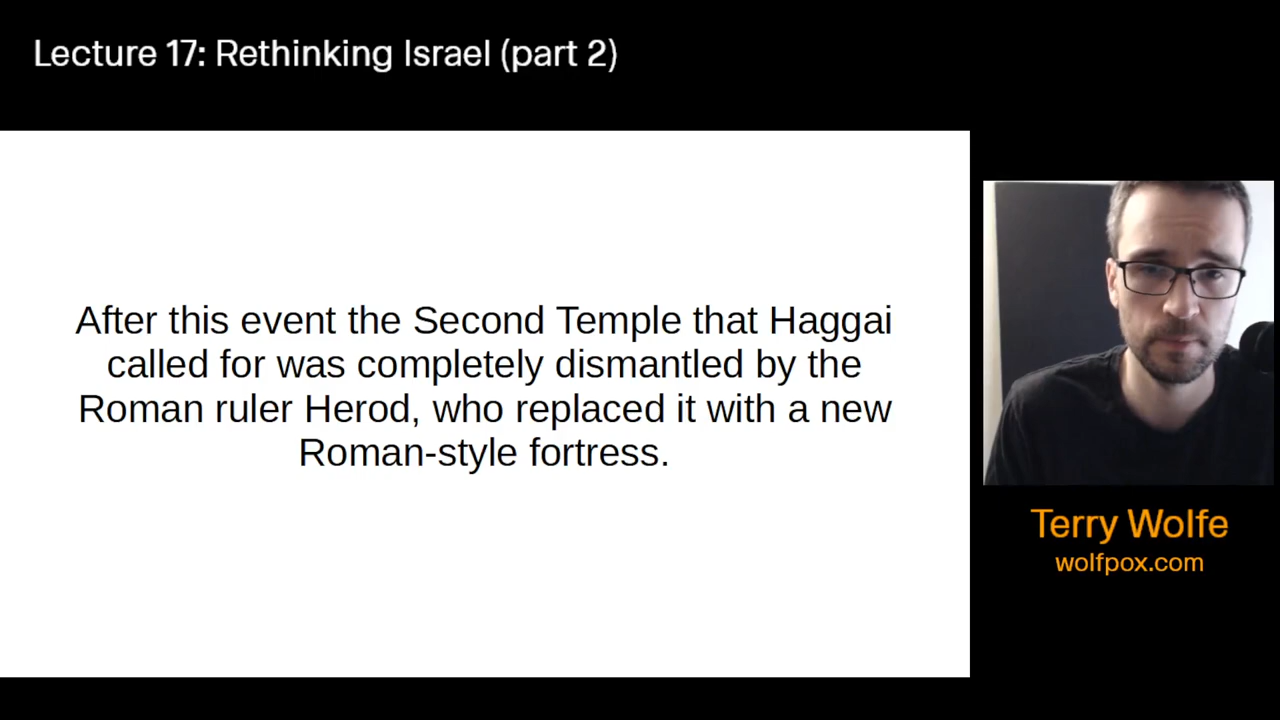 Lecture 17: Rethinking Israel (part 2)
After this event the Second Temple that Haggai
called for was completely dismantled by the
Roman ruler Herod, who replaced it with a new
Roman-style fortress.
Terry Wolfe
wolfpox.com